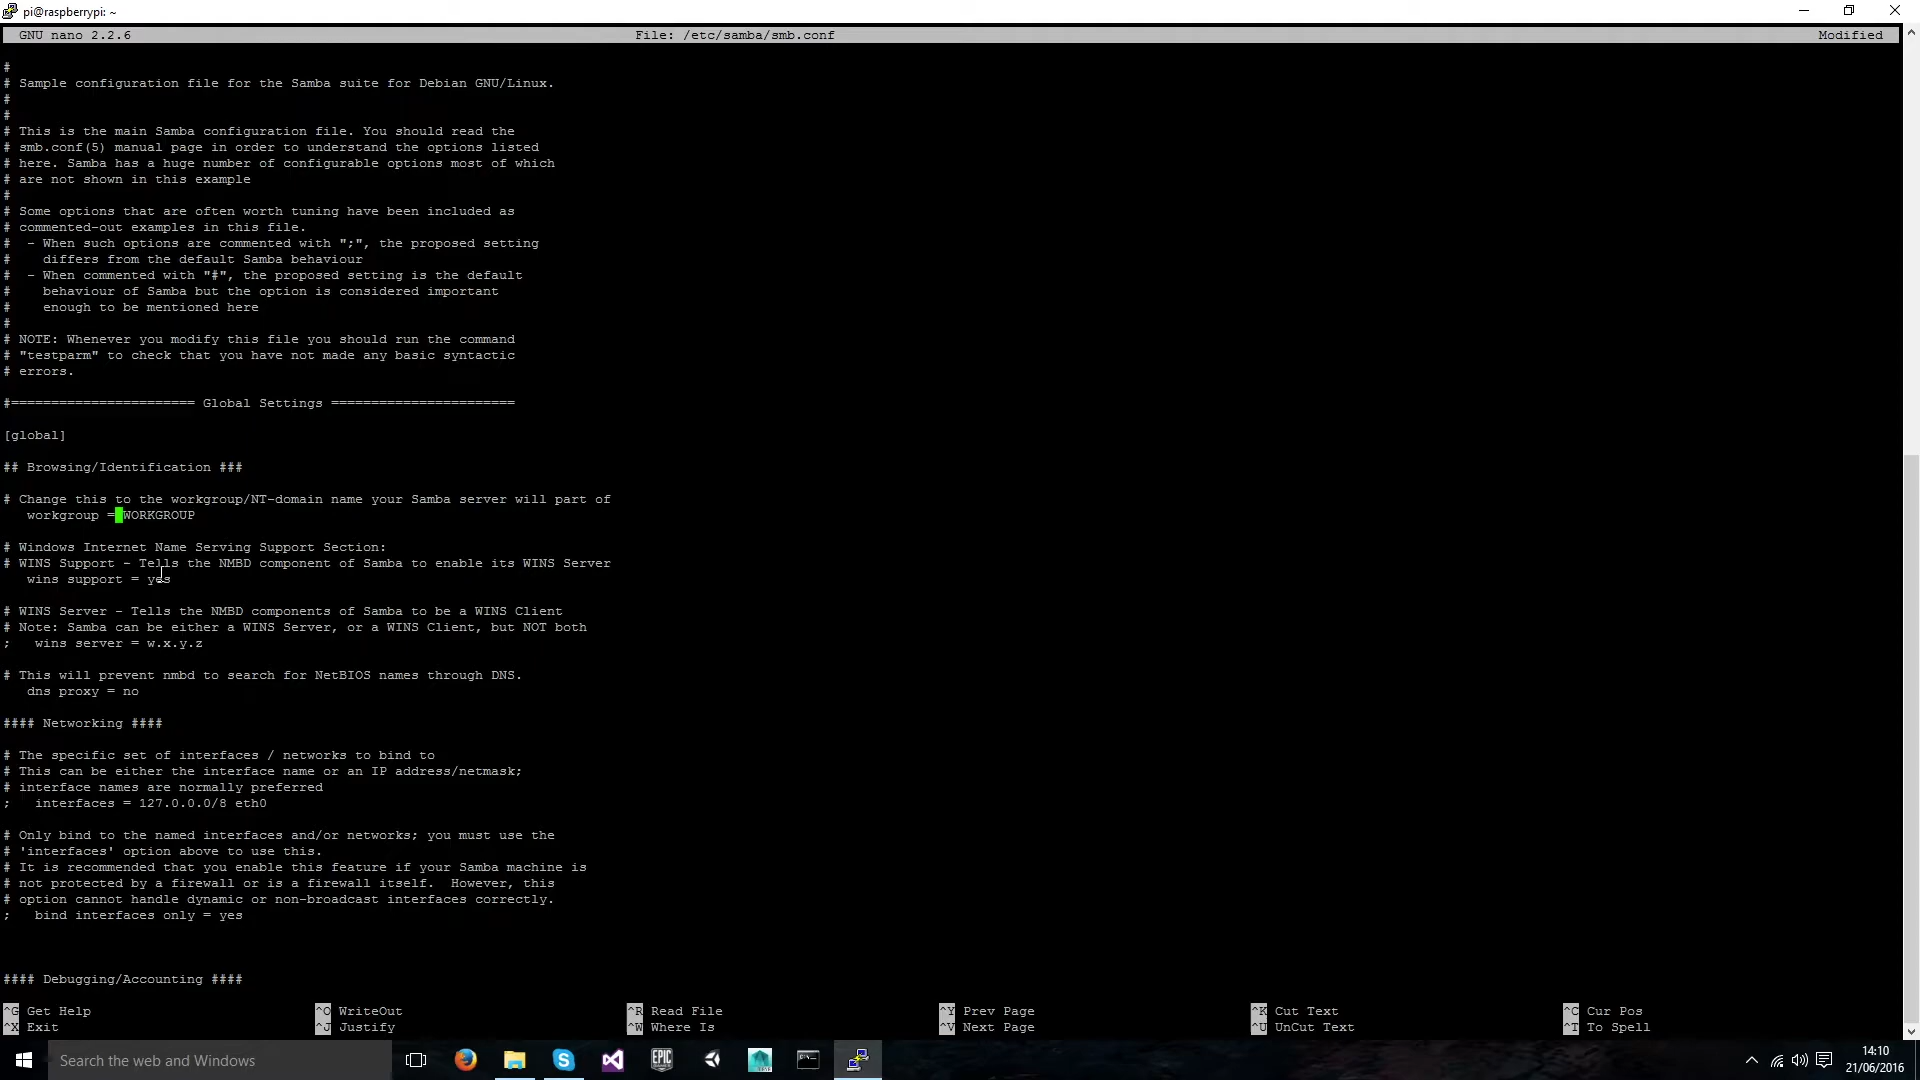 pi@raspberrypi: ~
GNU nano 2.2.6 File: /etc/samba/smb.conf Modified
#
# Sample configuration file for the Samba suite for Debian GNU/Linux.
#
#
# This is the main Samba configuration file. You should read the
# smb.conf(5) manual page in order to understand the options listed
# here. Samba has a huge number of configurable options most of which
# are not shown in this example
#
# Some options that are often worth tuning have been included as
# commented-out examples in this file.
#  - When such options are commented with ";", the proposed setting
#    differs from the default Samba behaviour
#  - When commented with "#", the proposed setting is the default
#    behaviour of Samba but the option is considered important
#    enough to be mentioned here
#
# NOTE: Whenever you modify this file you should run the command
# "testparm" to check that you have not made any basic syntactic
# errors.
#======================= Global Settings =======================
[global]
## Browsing/Identification ###
# Change this to the workgroup/NT-domain name your Samba server will part of
workgroup = WORKGROUP
# Windows Internet Name Serving Support Section:
# WINS Support - Tells the NMBD component of Samba to enable its WINS Server
wins support = yes
# WINS Server - Tells the NMBD components of Samba to be a WINS Client
# Note: Samba can be either a WINS Server, or a WINS Client, but NOT both
;   wins server = w.x.y.z
# This will prevent nmbd to search for NetBIOS names through DNS.
dns proxy = no
#### Networking ####
# The specific set of interfaces / networks to bind to
# This can be either the interface name or an IP address/netmask;
# interface names are normally preferred
;   interfaces = 127.0.0.0/8 eth0
# Only bind to the named interfaces and/or networks; you must use the
# 'interfaces' option above to use this.
# It is recommended that you enable this feature if your Samba machine is
# not protected by a firewall or is a firewall itself.  However, this
# option cannot handle dynamic or non-broadcast interfaces correctly.
;   bind interfaces only = yes
#### Debugging/Accounting ####
^G Get Help ^O WriteOut ^R Read File ^Y Prev Page ^K Cut Text ^C Cur Pos
^X Exit ^J Justify ^W Where Is ^V Next Page ^U UnCut Text ^T To Spell
Search the web and Windows
EPIC
14:10
21/06/2016